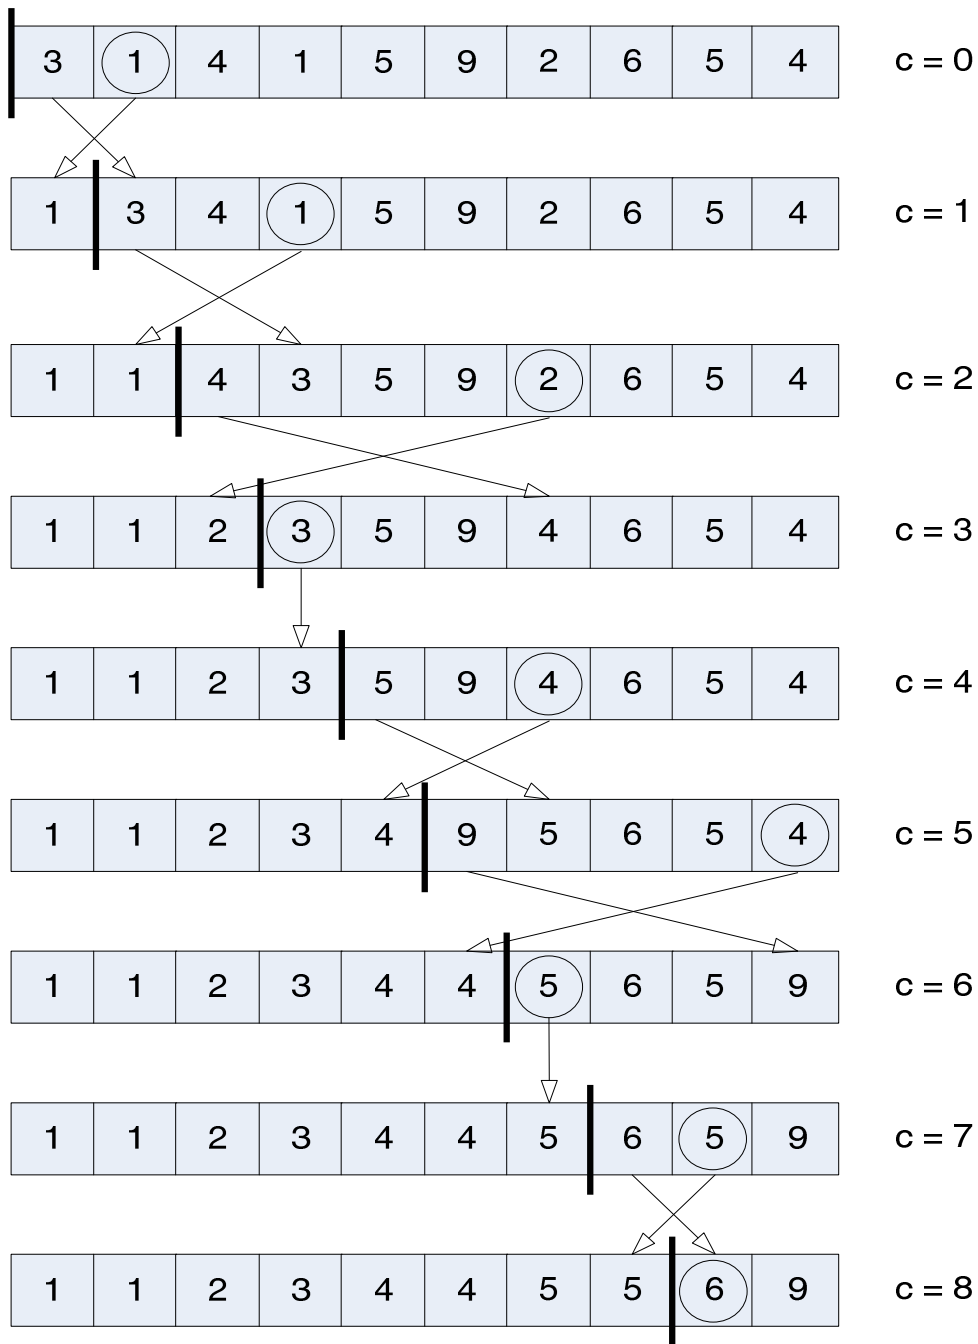 3 1 4 1 5 9 2 6 5 4 c = 0
1 3 4 1 5 9 2 6 5 4 c = 1
1 1 4 3 5 9 2 6 5 4 c = 2
1 1 2 3 5 9 4 6 5 4 c = 3
1 1 2 3 5 9 4 6 5 4 c = 4
1 1 2 3 4 9 5 6 5 4 c = 5
1 1 2 3 4 4 5 6 5 9 c = 6
1 1 2 3 4 4 5 6 5 9 c = 7
1 1 2 3 4 4 5 5 6 9 c = 8